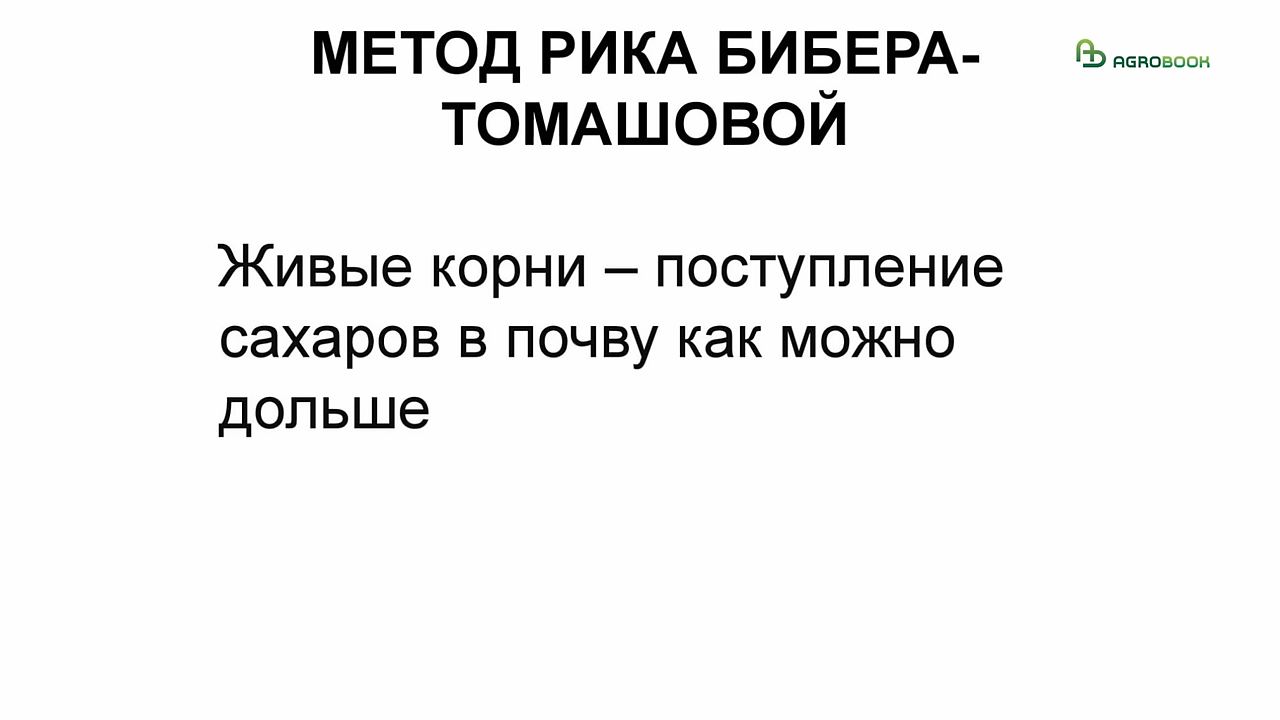 МЕТОД РИКА БИБЕРА-
ТОМАШОВОЙ
AGROBOOK
Живые корни – поступление
сахаров в почву как можно
дольше